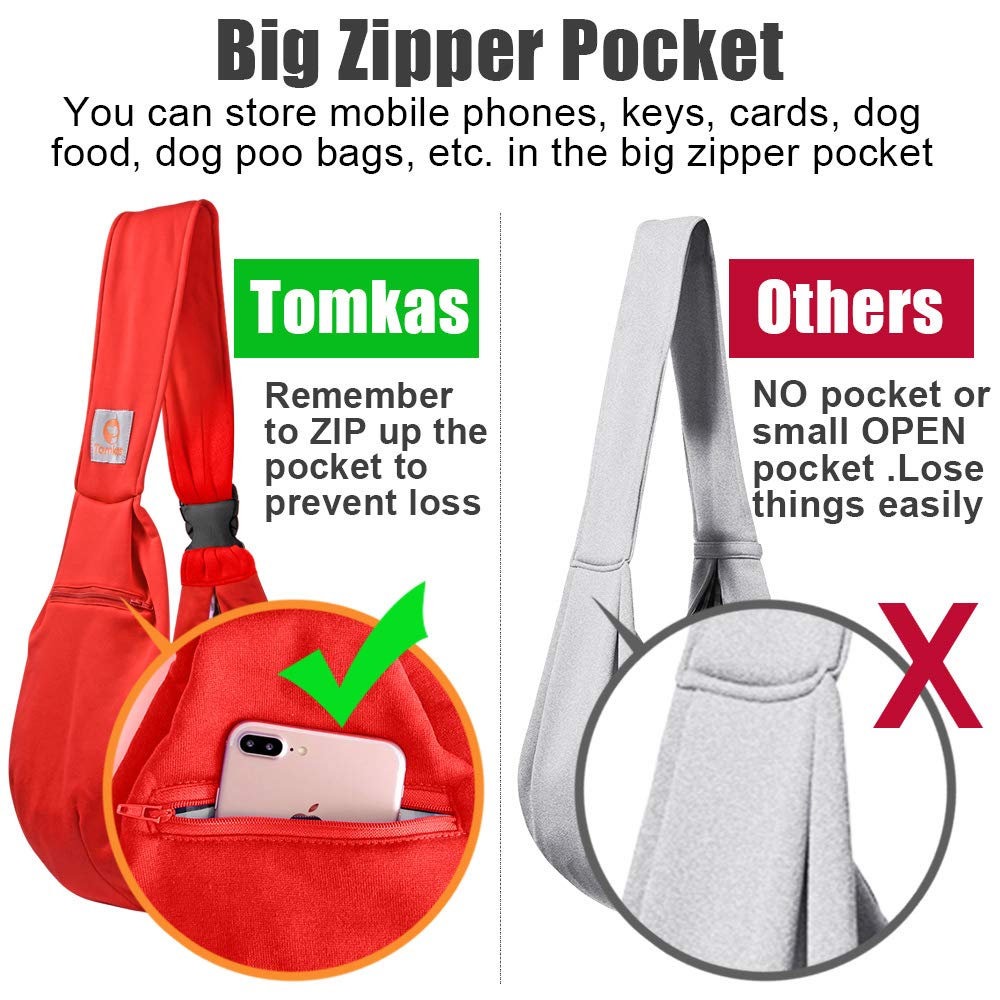 Big Zipper Pocket
You can store mobile phones, keys, cards, dog
food, dog poo bags, etc. in the big zipper pocket
Tomkas
Remember
to ZIP up the
pocket to
prevent loss
Tomkas
Others
NO pocket or
small OPEN
pocket .Lose
things easily
X